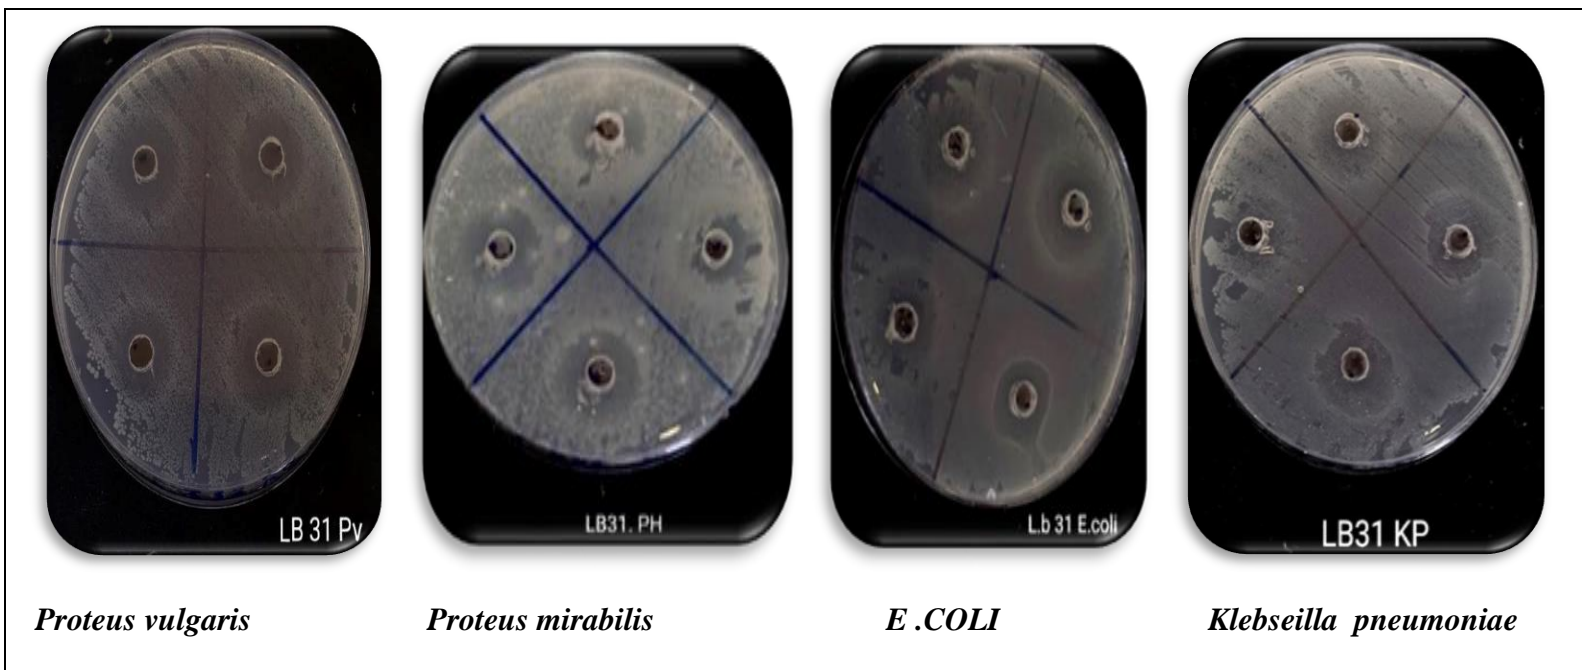 LB 31 Pv
LB31. PH
L.b 31 E.coli
LB31 KP
Proteus vulgaris
Proteus mirabilis
E .COLI
Klebseilla pneumoniae